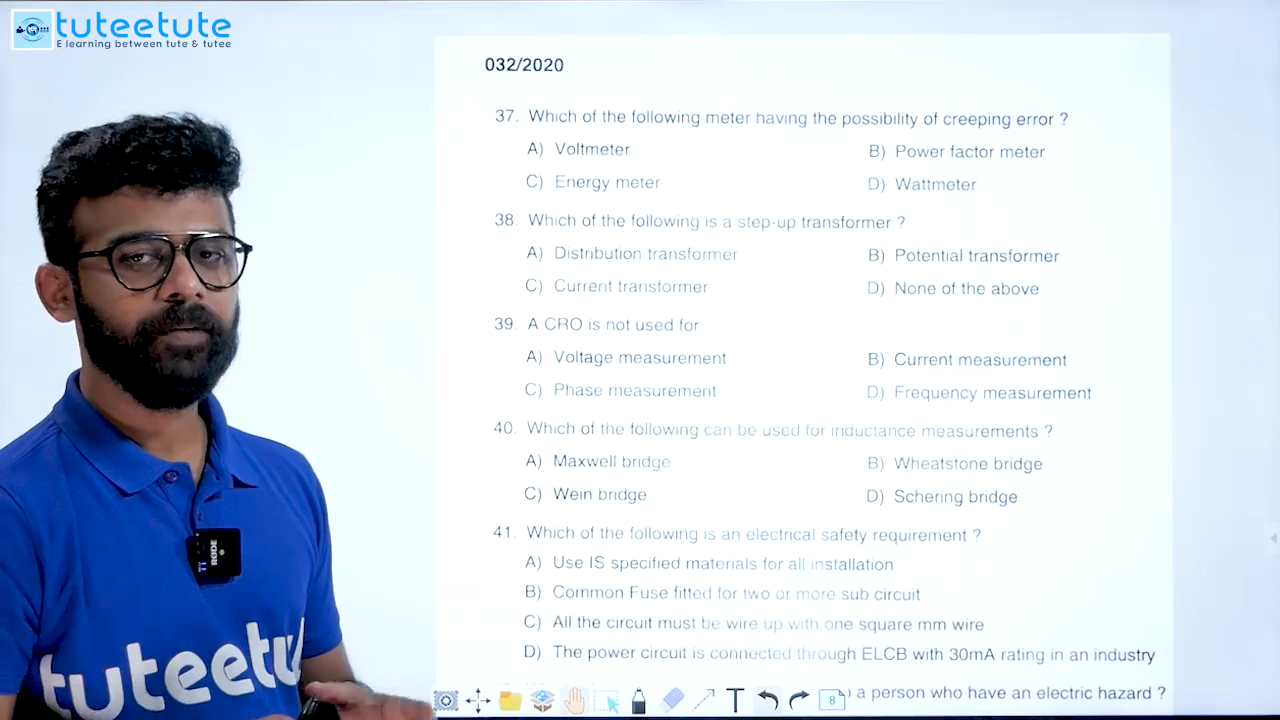 tuteetute
E learning between tute & tutee
032/2020
37. Which of the following meter having the possibility of creeping error ?
A) Voltmeter B) Power factor meter
C) Energy meter D) Wattmeter
38. Which of the following is a step-up transformer ?
A) Distribution transformer B) Potential transformer
C) Current transformer D) None of the above
39. A CRO is not used for
A) Voltage measurement B) Current measurement
C) Phase measurement D) Frequency measurement
40. Which of the following can be used for inductance measurements ?
A) Maxwell bridge B) Wheatstone bridge
C) Wein bridge D) Schering bridge
41. Which of the following is an electrical safety requirement ?
A) Use IS specified materials for all installation
B) Common Fuse fitted for two or more sub circuit
C) All the circuit must be wire up with one square mm wire
D) The power circuit is connected through ELCB with 30mA rating in an industry
a person who have an electric hazard ?
8
RODE
tuteetu